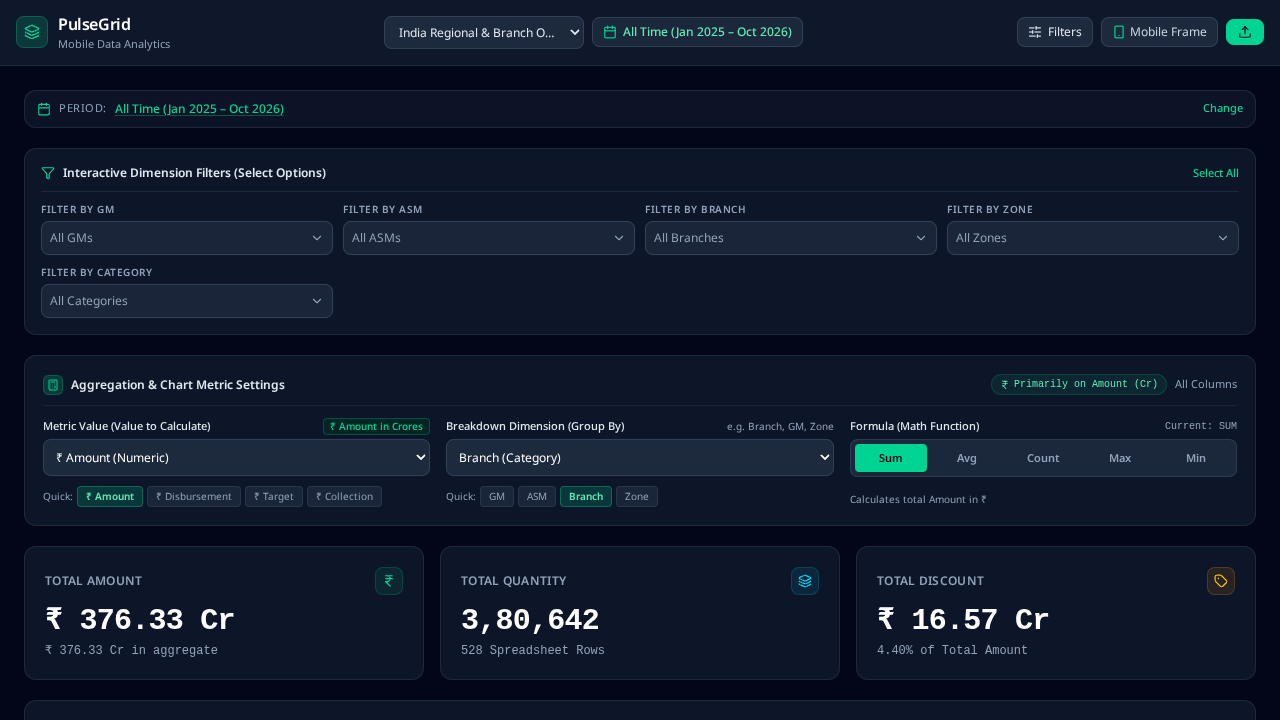 PulseGrid
Mobile Data Analytics
India Regional & Branch O...
All Time (Jan 2025 – Oct 2026)
Filters
Mobile Frame
PERIOD: All Time (Jan 2025 – Oct 2026)
Change
Interactive Dimension Filters (Select Options)
Select All
FILTER BY GM
All GMs
FILTER BY ASM
All ASMs
FILTER BY BRANCH
All Branches
FILTER BY ZONE
All Zones
FILTER BY CATEGORY
All Categories
Aggregation & Chart Metric Settings
₹ Primarily on Amount (Cr)
All Columns
Metric Value (Value to Calculate)
₹ Amount in Crores
₹ Amount (Numeric)
Quick: ₹ Amount ₹ Disbursement ₹ Target ₹ Collection
Breakdown Dimension (Group By)
e.g. Branch, GM, Zone
Branch (Category)
Quick: GM ASM Branch Zone
Formula (Math Function)
Current: SUM
Sum Avg Count Max Min
Calculates total Amount in ₹
TOTAL AMOUNT
₹
₹ 376.33 Cr
₹ 376.33 Cr in aggregate
TOTAL QUANTITY
3,80,642
528 Spreadsheet Rows
TOTAL DISCOUNT
₹ 16.57 Cr
4.40% of Total Amount